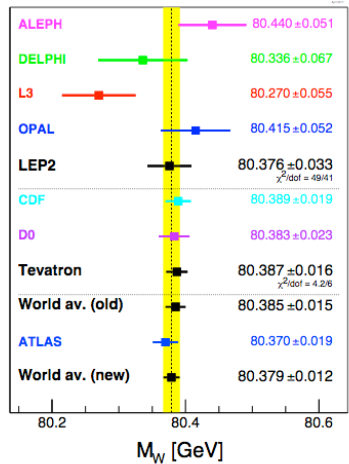 ALEPH 80.440±0.051
DELPHI 80.336±0.067
L3 80.270±0.055
OPAL 80.415±0.052
LEP2 80.376±0.033
χ²/dof = 49/41
CDF 80.389±0.019
D0 80.383±0.023
Tevatron 80.387±0.016
χ²/dof = 4.2/6
World av. (old) 80.385±0.015
ATLAS 80.370±0.019
World av. (new) 80.379±0.012
80.2 80.4 80.6
M_W [GeV]